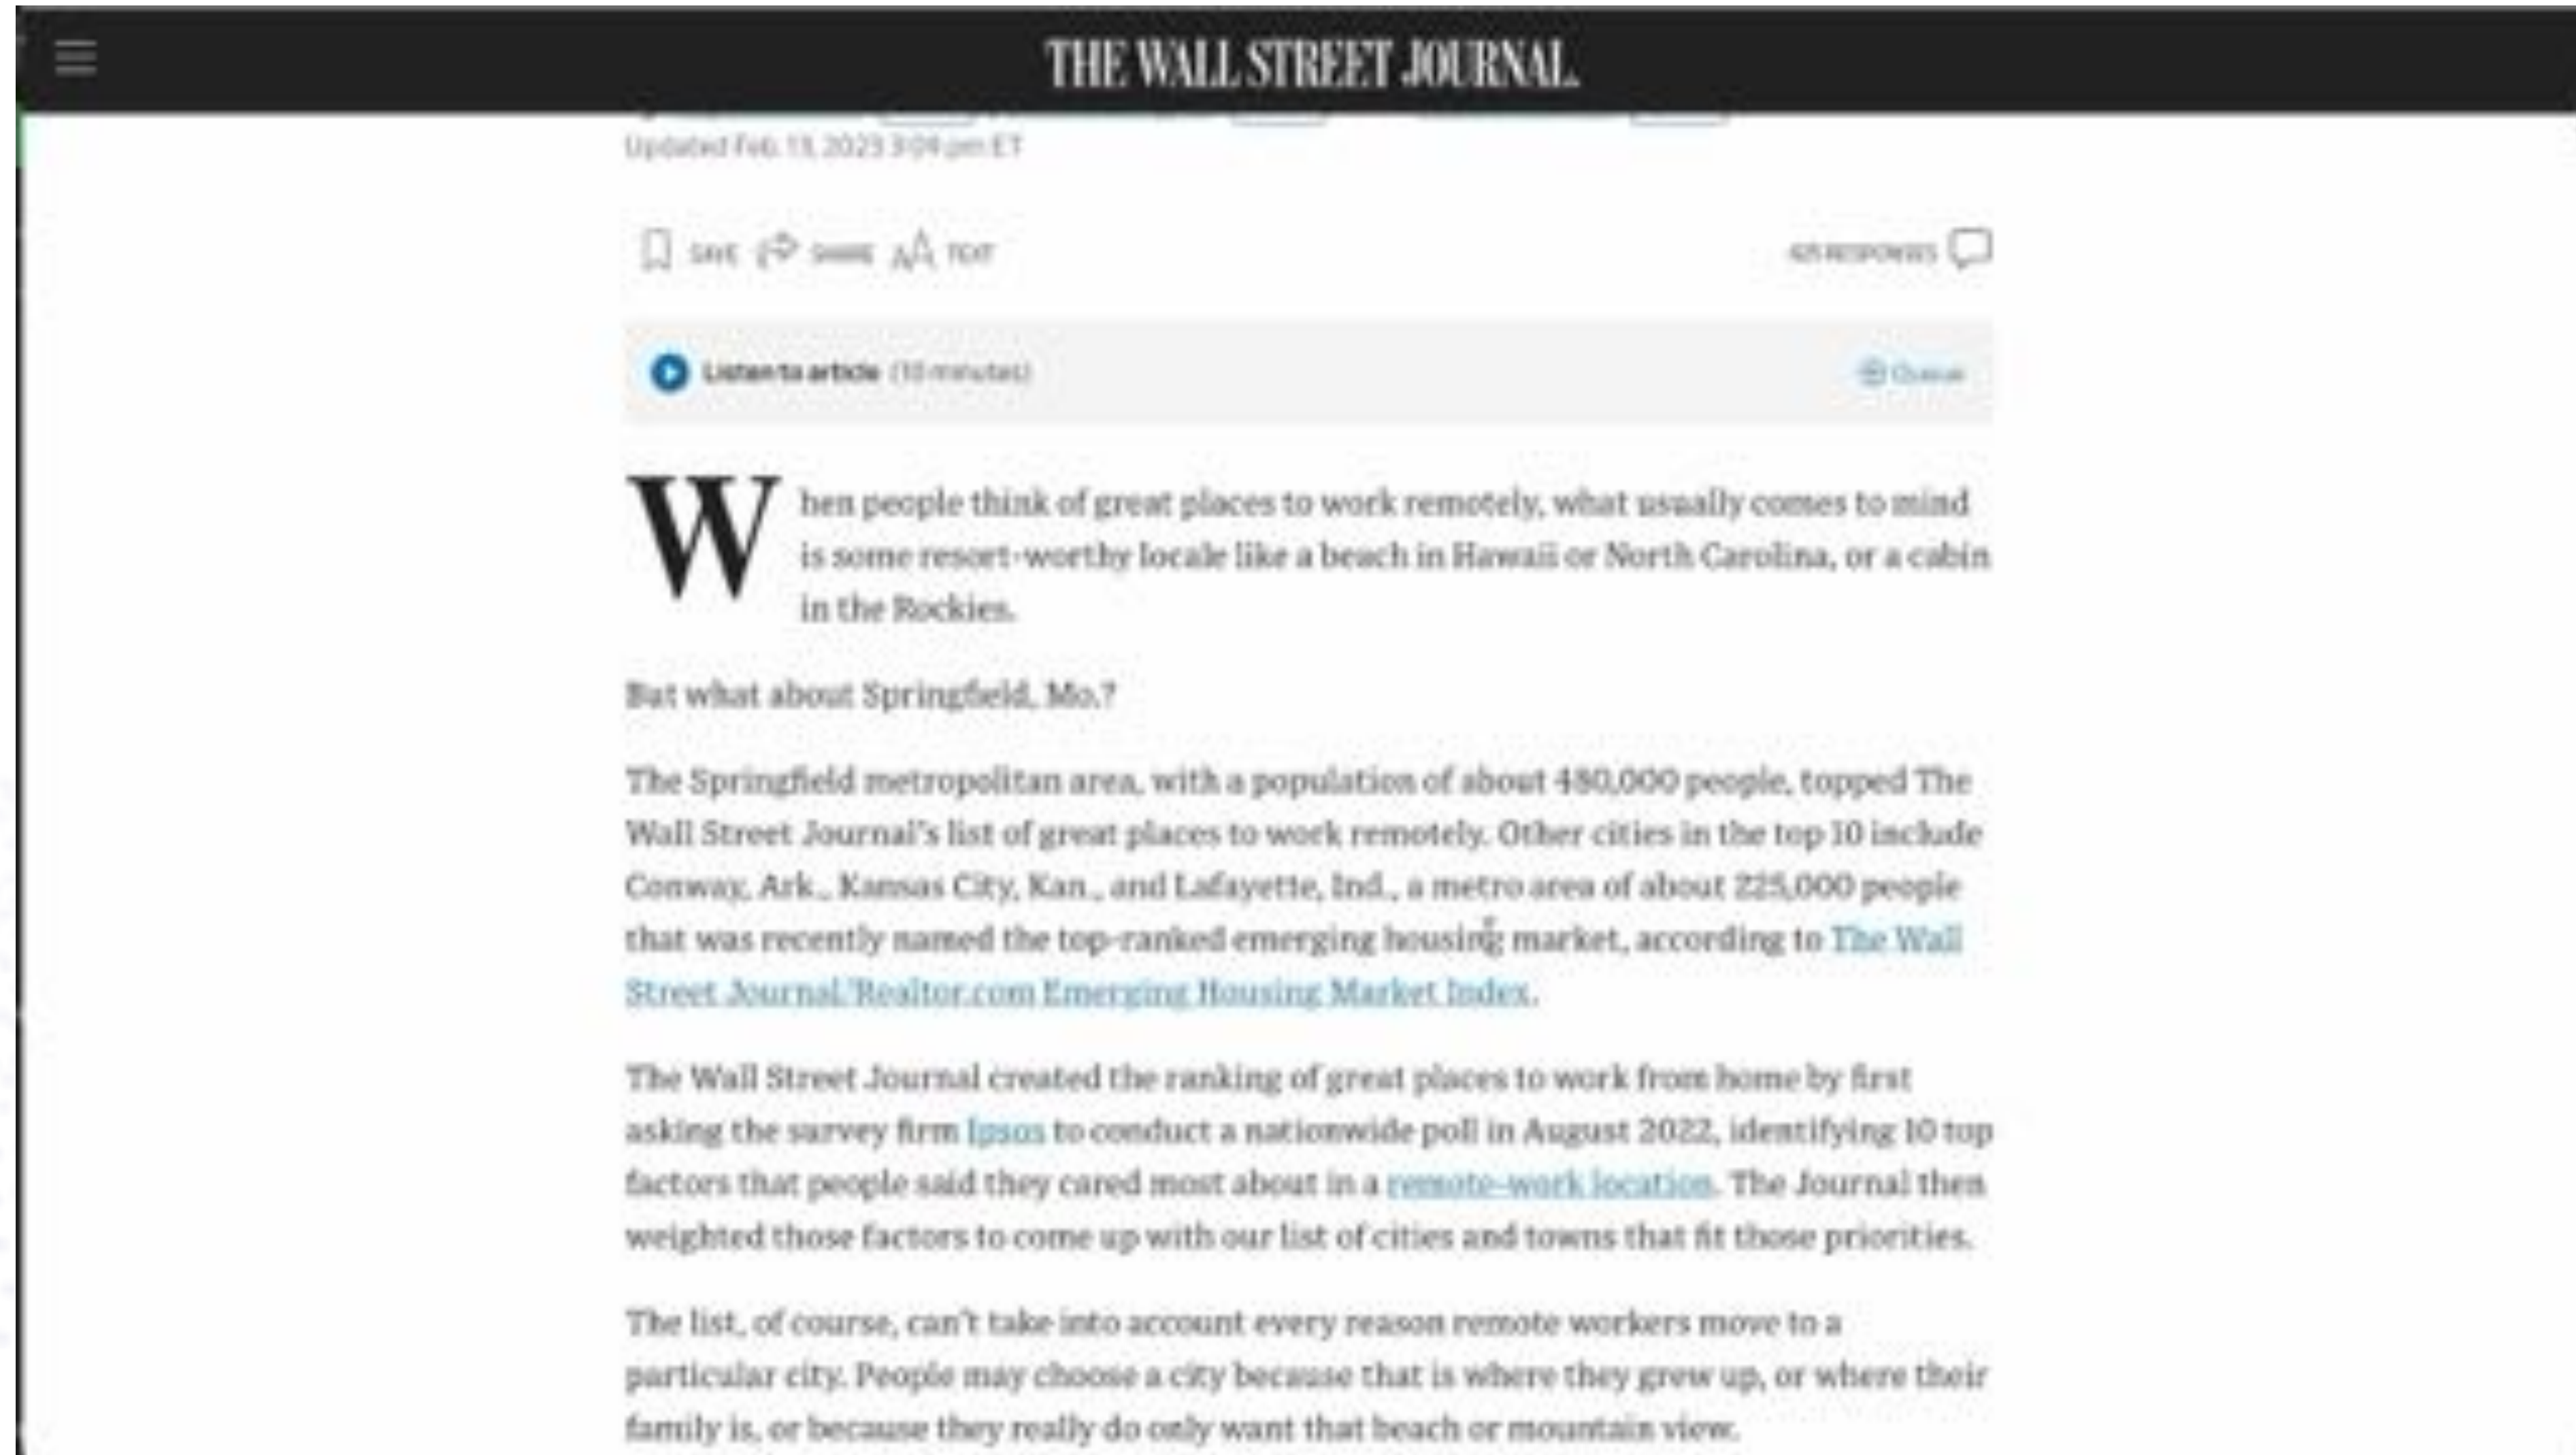 THE WALL STREET JOURNAL.
Updated Feb. 13, 2023 3:09 pm ET
SAVE SHARE TEXT
RESPONSES
Listen to article (10 minutes)
Queue
When people think of great places to work remotely, what usually comes to mind
is some resort-worthy locale like a beach in Hawaii or North Carolina, or a cabin
in the Rockies.
But what about Springfield, Mo.?
The Springfield metropolitan area, with a population of about 480,000 people, topped The
Wall Street Journal's list of great places to work remotely. Other cities in the top 10 include
Conway, Ark., Kansas City, Kan., and Lafayette, Ind., a metro area of about 225,000 people
that was recently named the top-ranked emerging housing market, according to The Wall
Street Journal/Realtor.com Emerging Housing Market Index.
The Wall Street Journal created the ranking of great places to work from home by first
asking the survey firm Ipsos to conduct a nationwide poll in August 2022, identifying 10 top
factors that people said they cared most about in a remote-work location. The Journal then
weighted those factors to come up with our list of cities and towns that fit those priorities.
The list, of course, can't take into account every reason remote workers move to a
particular city. People may choose a city because that is where they grew up, or where their
family is, or because they really do only want that beach or mountain view.